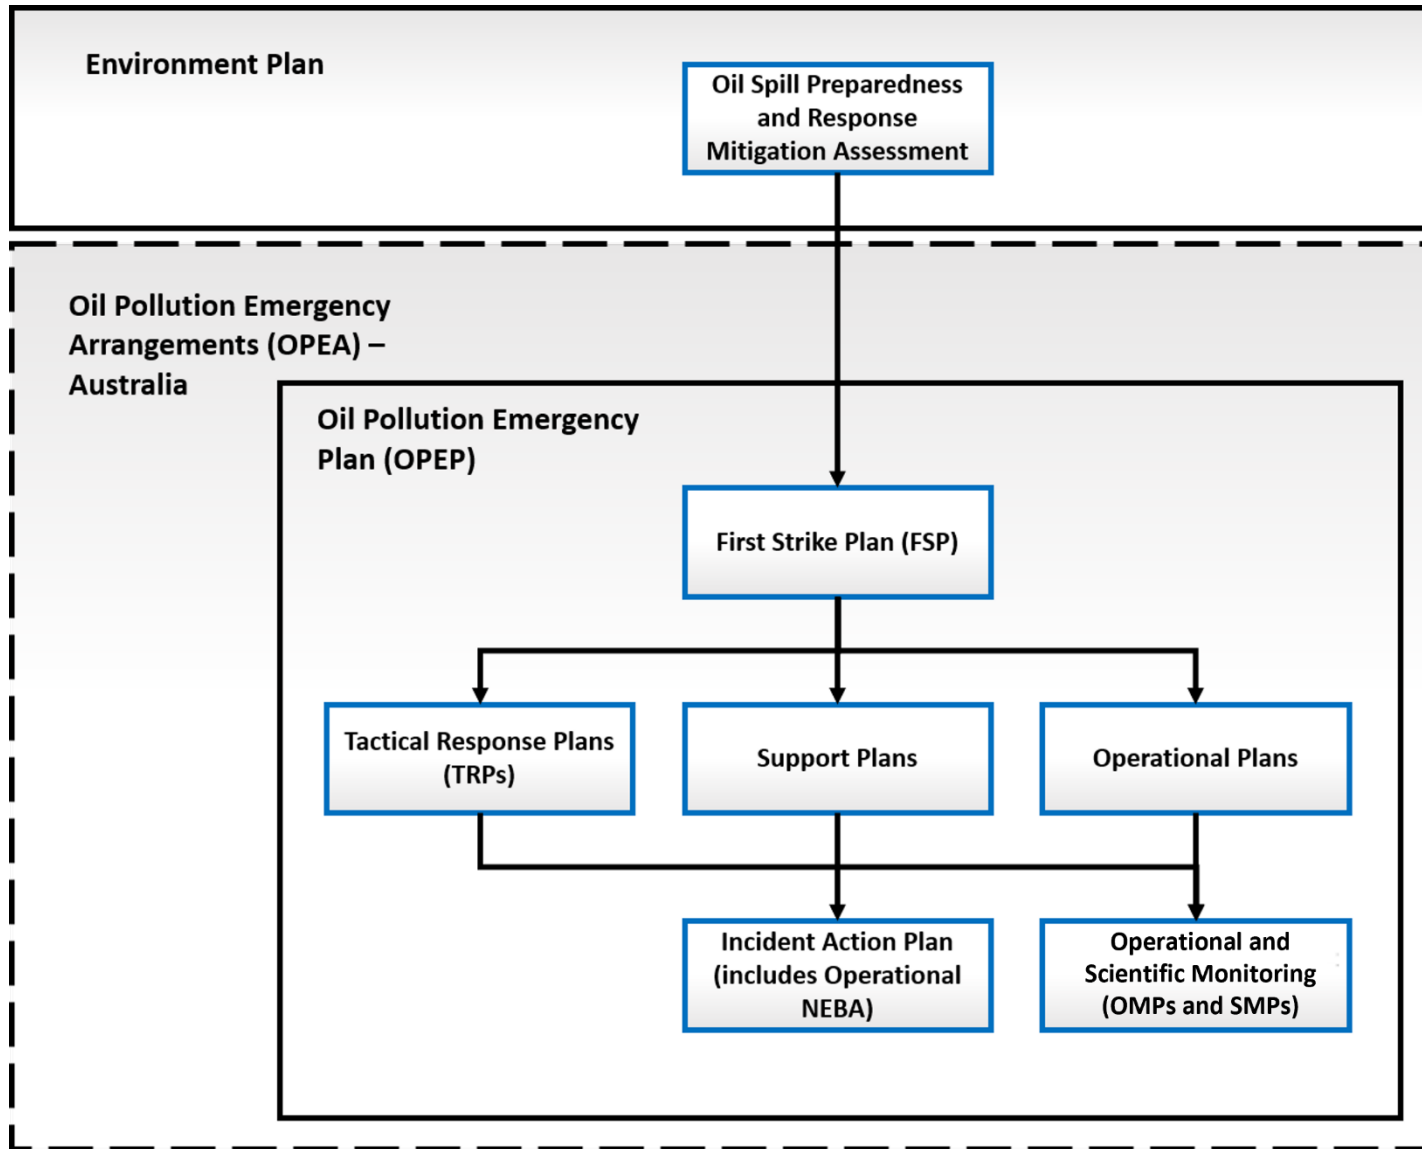 Environment Plan
Oil Spill Preparedness
and Response
Mitigation Assessment
Oil Pollution Emergency
Arrangements (OPEA) –
Australia
Oil Pollution Emergency
Plan (OPEP)
First Strike Plan (FSP)
Tactical Response Plans
(TRPs)
Support Plans
Operational Plans
Incident Action Plan
(includes Operational
NEBA)
Operational and
Scientific Monitoring
(OMPs and SMPs)